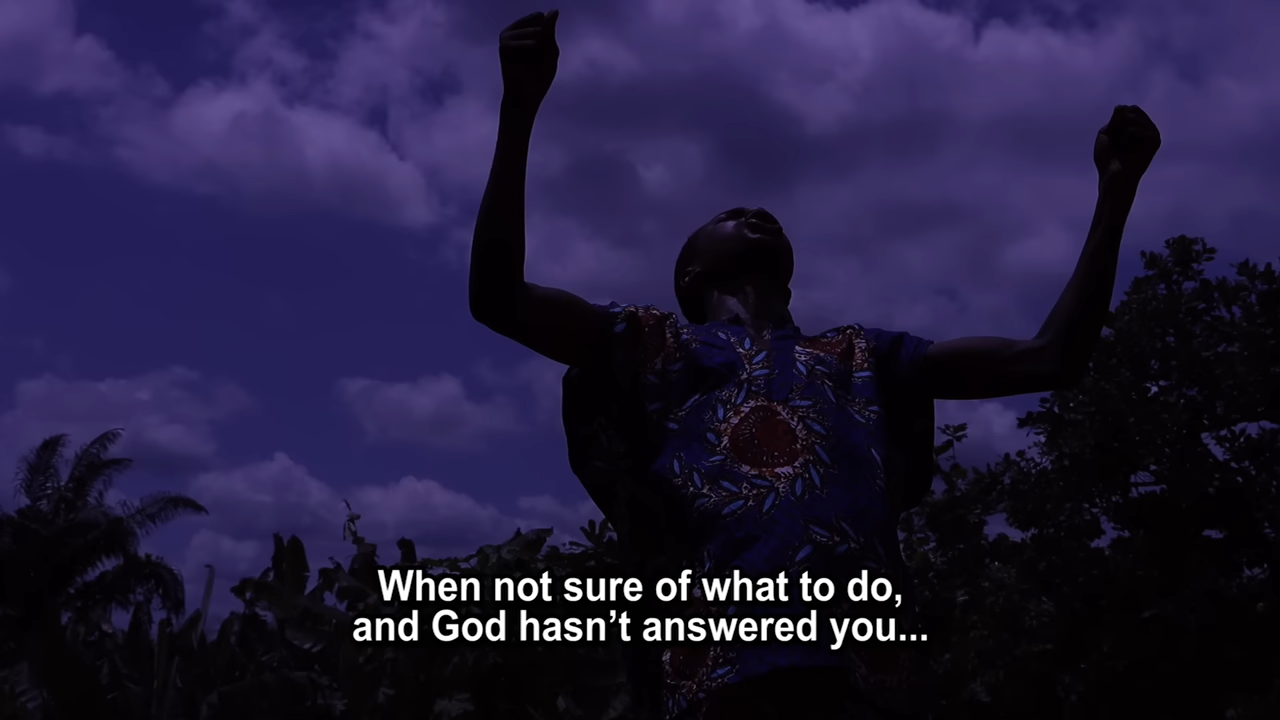 When not sure of what to do,
and God hasn’t answered you...